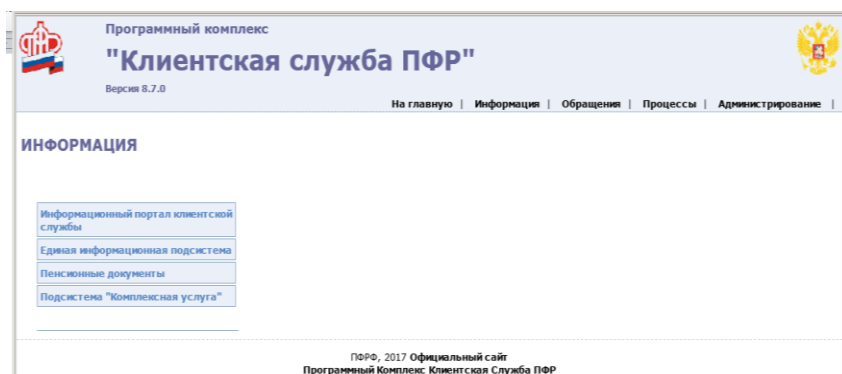 Программный комплекс
"Клиентская служба ПФР"
Версия 8.7.0
На главную | Информация | Обращения | Процессы | Администрирование |
ИНФОРМАЦИЯ
Информационный портал клиентской
службы
Единая информационная подсистема
Пенсионные документы
Подсистема "Комплексная услуга"
ПФРФ, 2017 Официальный сайт
Программный Комплекс Клиентская Служба ПФР